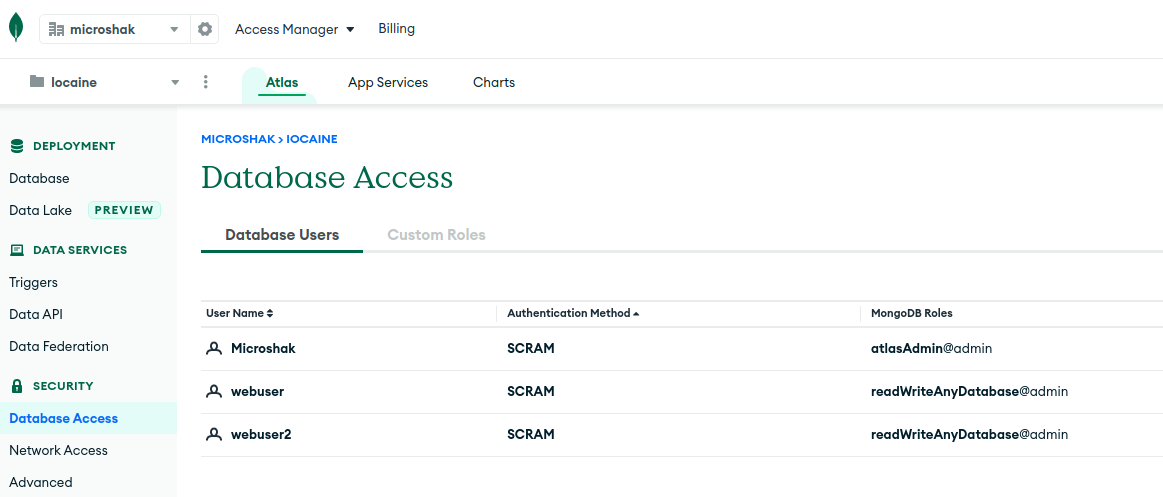 microshak
Access Manager
Billing
Iocaine
Atlas
App Services
Charts
DEPLOYMENT
Database
Data Lake PREVIEW
DATA SERVICES
Triggers
Data API
Data Federation
SECURITY
Database Access
Network Access
Advanced
MICROSHAK > IOCAINE
Database Access
Database Users Custom Roles
User Name Authentication Method MongoDB Roles
Microshak SCRAM atlasAdmin@admin
webuser SCRAM readWriteAnyDatabase@admin
webuser2 SCRAM readWriteAnyDatabase@admin